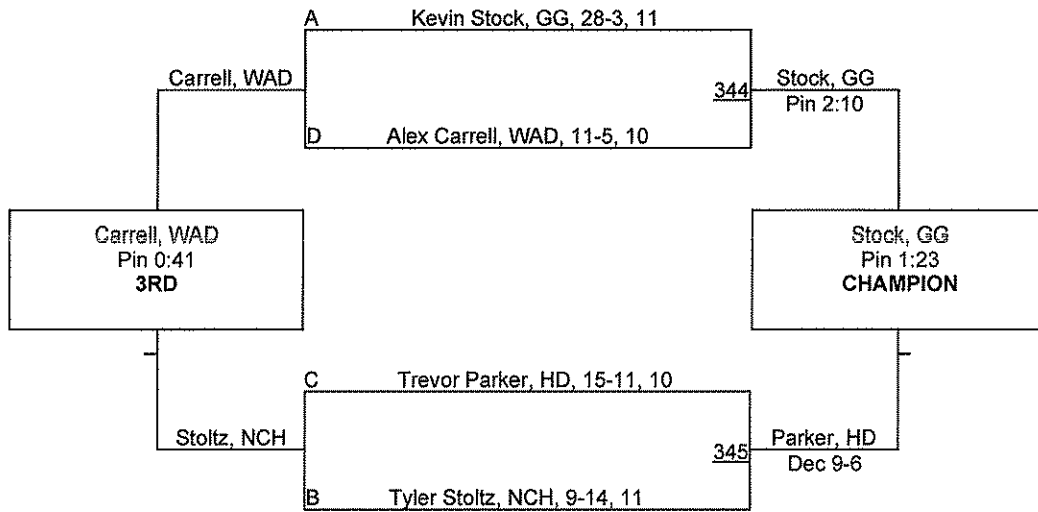 A
Kevin Stock, GG, 28-3, 11
Carrell, WAD
344
Stock, GG
Pin 2:10
D
Alex Carrell, WAD, 11-5, 10
Carrell, WAD
Pin 0:41
3RD
Stock, GG
Pin 1:23
CHAMPION
C
Trevor Parker, HD, 15-11, 10
Stoltz, NCH
345
Parker, HD
Dec 9-6
B
Tyler Stoltz, NCH, 9-14, 11